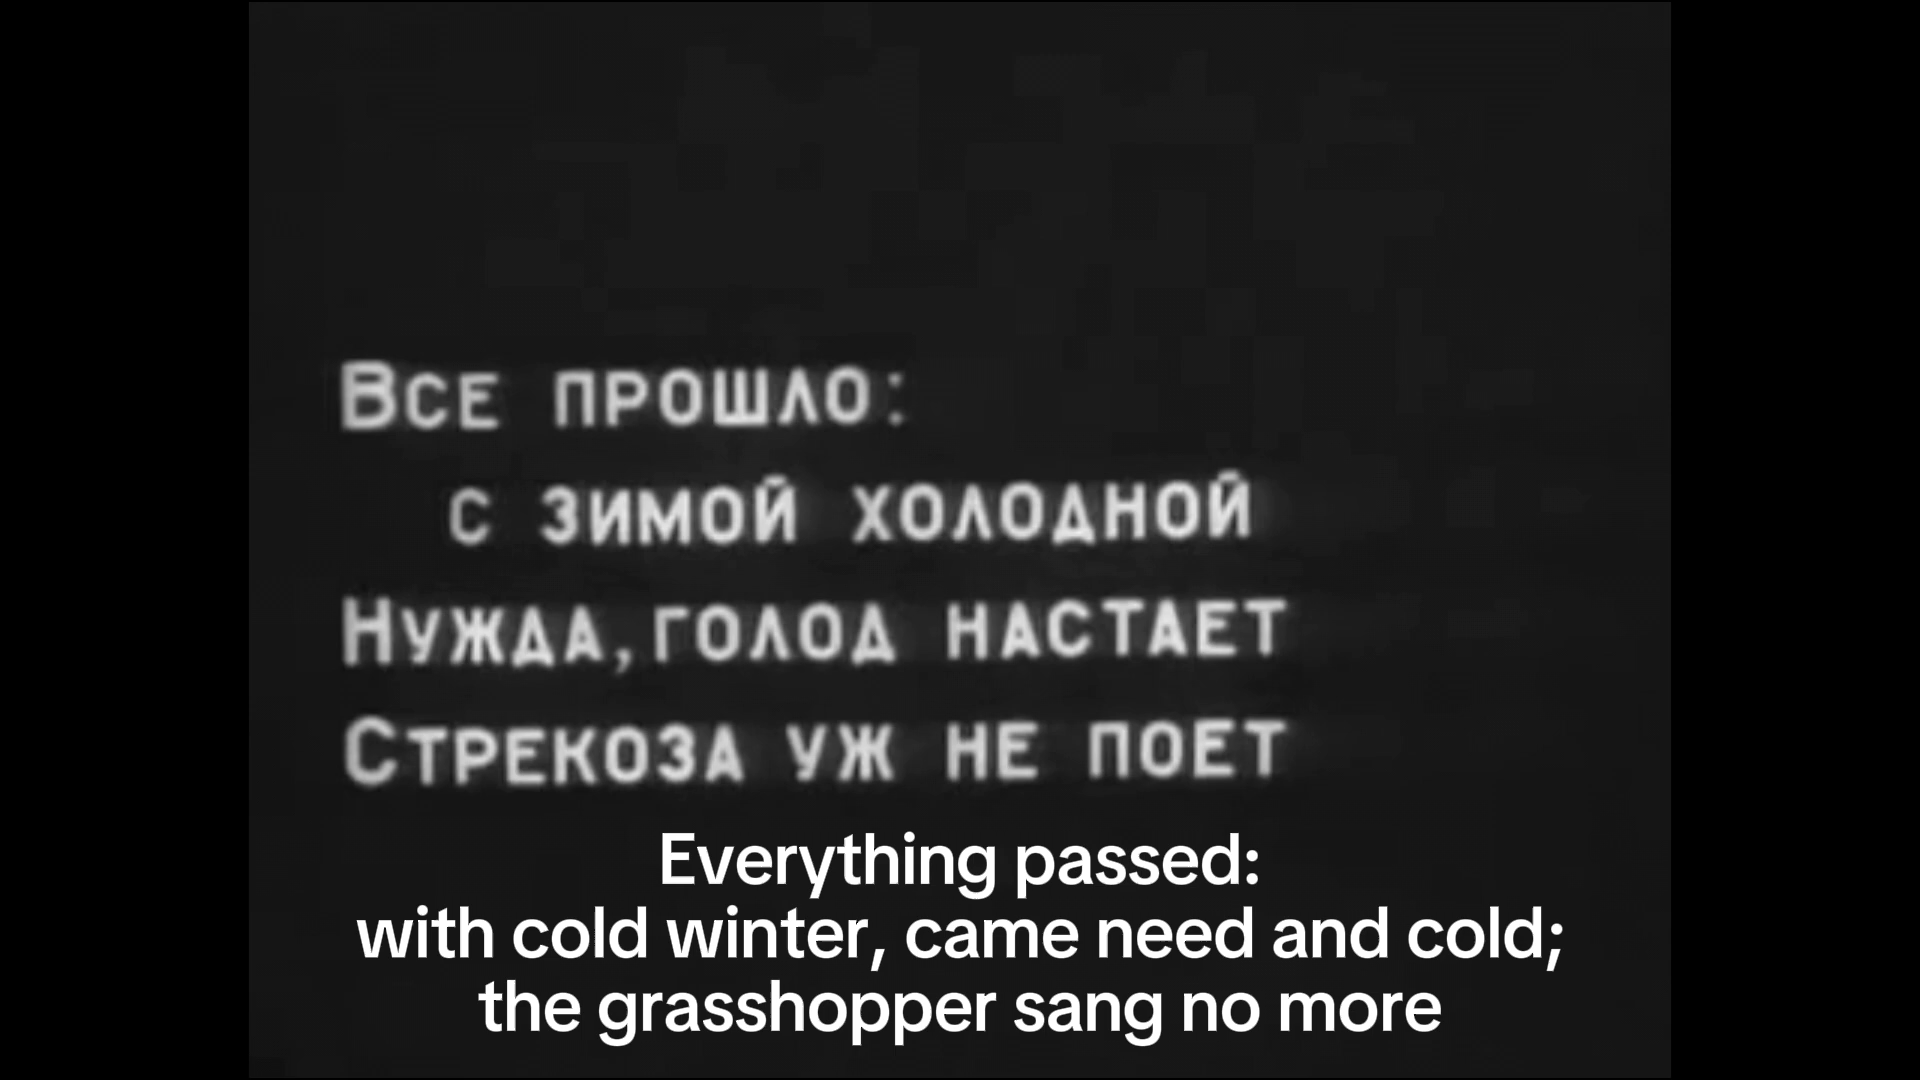 Все прошло:
с зимой холодной
Нужда, голод настает
Стрекоза уж не поет
Everything passed:
with cold winter, came need and cold;
the grasshopper sang no more